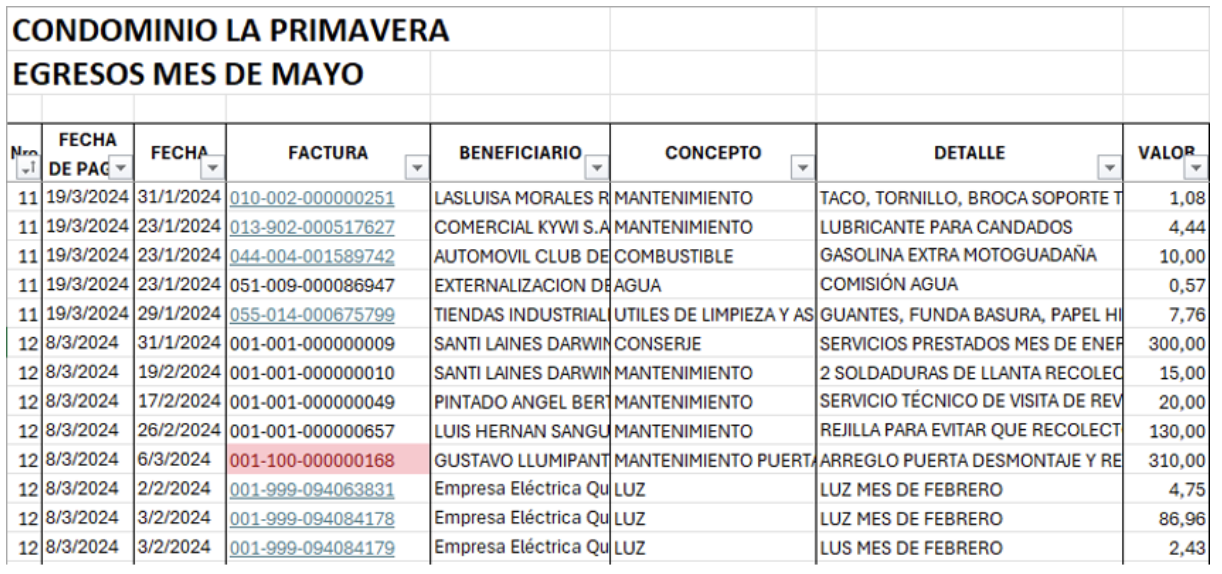 CONDOMINIO LA PRIMAVERA
EGRESOS MES DE MAYO
Nro FECHA DE PAG FECHA FACTURA BENEFICIARIO CONCEPTO DETALLE VALOR
11 19/3/2024 31/1/2024 010-002-000000251 LASLUISA MORALES R MANTENIMIENTO TACO, TORNILLO, BROCA SOPORTE T 1,08
11 19/3/2024 23/1/2024 013-902-000517627 COMERCIAL KYWI S.A MANTENIMIENTO LUBRICANTE PARA CANDADOS 4,44
11 19/3/2024 23/1/2024 044-004-001589742 AUTOMOVIL CLUB DE COMBUSTIBLE GASOLINA EXTRA MOTOGUADAÑA 10,00
11 19/3/2024 23/1/2024 051-009-000086947 EXTERNALIZACION DE AGUA COMISIÓN AGUA 0,57
11 19/3/2024 29/1/2024 055-014-000675799 TIENDAS INDUSTRIALI UTILES DE LIMPIEZA Y AS GUANTES, FUNDA BASURA, PAPEL HI 7,76
12 8/3/2024 31/1/2024 001-001-000000009 SANTI LAINES DARWIN CONSERJE SERVICIOS PRESTADOS MES DE ENER 300,00
12 8/3/2024 19/2/2024 001-001-000000010 SANTI LAINES DARWIN MANTENIMIENTO 2 SOLDADURAS DE LLANTA RECOLEC 15,00
12 8/3/2024 17/2/2024 001-001-000000049 PINTADO ANGEL BERT MANTENIMIENTO SERVICIO TÉCNICO DE VISITA DE REV 20,00
12 8/3/2024 26/2/2024 001-001-000000657 LUIS HERNAN SANGU MANTENIMIENTO REJILLA PARA EVITAR QUE RECOLECT 130,00
12 8/3/2024 6/3/2024 001-100-000000168 GUSTAVO LLUMIPANT MANTENIMIENTO PUERTA ARREGLO PUERTA DESMONTAJE Y RE 310,00
12 8/3/2024 2/2/2024 001-999-094063831 Empresa Eléctrica Qu LUZ LUZ MES DE FEBRERO 4,75
12 8/3/2024 3/2/2024 001-999-094084178 Empresa Eléctrica Qu LUZ LUZ MES DE FEBRERO 86,96
12 8/3/2024 3/2/2024 001-999-094084179 Empresa Eléctrica Qu LUZ LUS MES DE FEBRERO 2,43